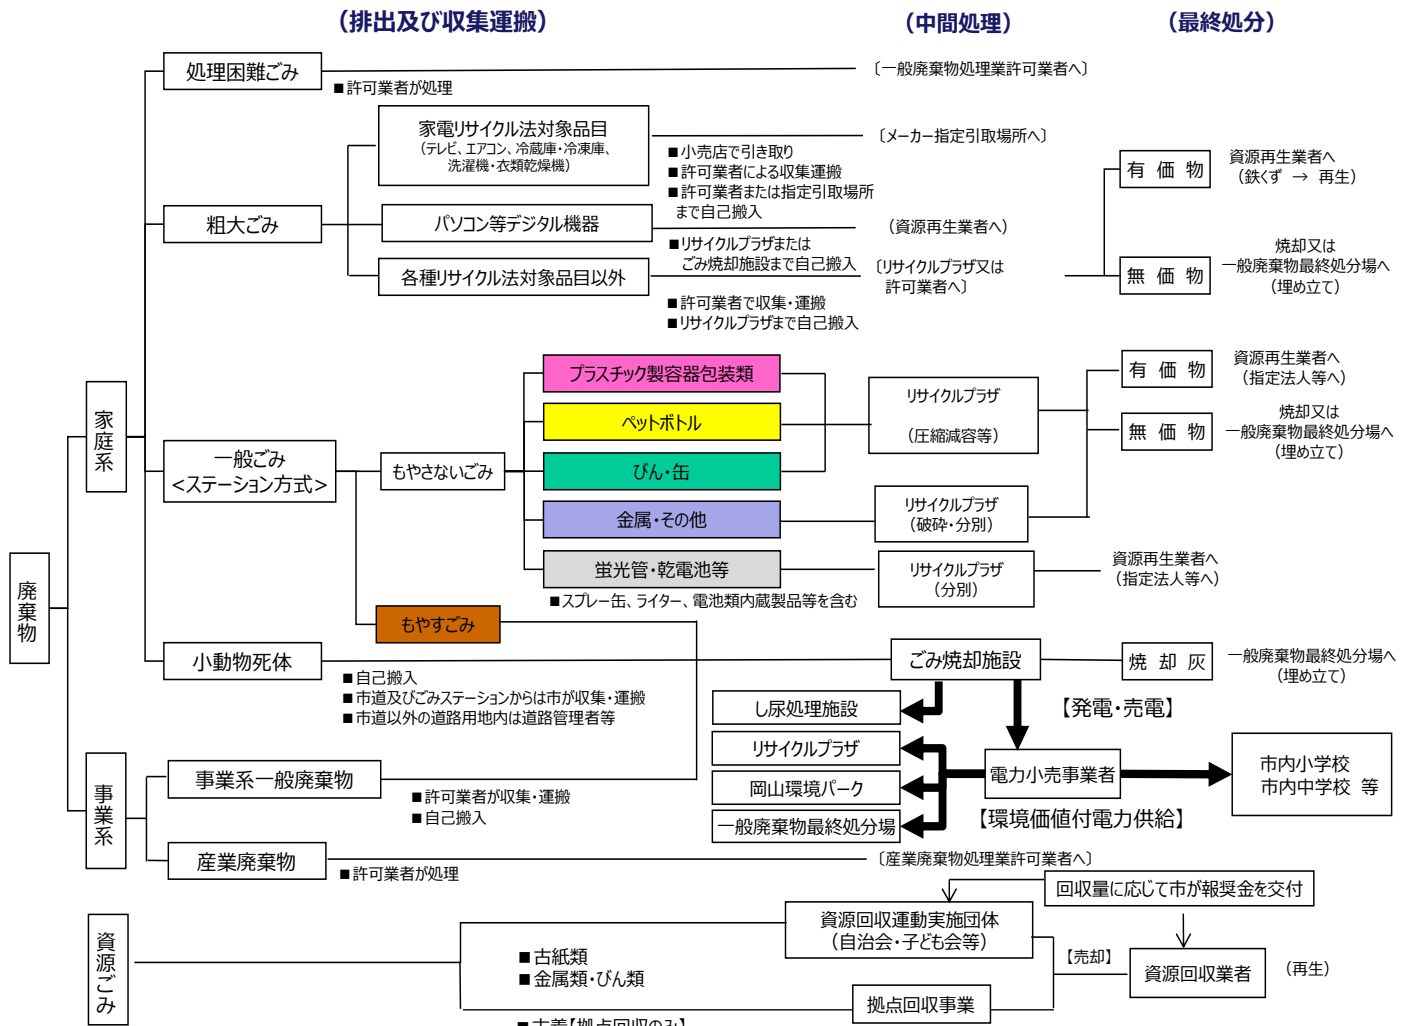 （排出及び収集運搬）
（中間処理）
（最終処分）
処理困難ごみ
■許可業者が処理
〔一般廃棄物処理業許可業者へ〕
家電リサイクル法対象品目
（テレビ、エアコン、冷蔵庫・冷凍庫、
洗濯機・衣類乾燥機）
〔メーカー指定引取場所へ〕
■小売店で引き取り
■許可業者による収集運搬
■許可業者または指定引取場所
まで自己搬入
有 価 物
資源再生業者へ
（鉄くず → 再生）
粗大ごみ
パソコン等デジタル機器
（資源再生業者へ）
■リサイクルプラザまたは
ごみ焼却施設まで自己搬入
各種リサイクル法対象品目以外
〔リサイクルプラザ又は
許可業者へ〕
■許可業者で収集・運搬
■リサイクルプラザまで自己搬入
無 価 物
焼却又は
一般廃棄物最終処分場へ
（埋め立て）
家庭系
一般ごみ
<ステーション方式>
もやさないごみ
プラスチック製容器包装類
ペットボトル
びん・缶
金属・その他
蛍光管・乾電池等
■スプレー缶、ライター、電池類内蔵製品等を含む
リサイクルプラザ
（圧縮減容等）
リサイクルプラザ
（破砕・分別）
リサイクルプラザ
（分別）
有 価 物
資源再生業者へ
（指定法人等へ）
無 価 物
焼却又は
一般廃棄物最終処分場へ
（埋め立て）
資源再生業者へ
（指定法人等へ）
廃棄物
もやすごみ
小動物死体
■自己搬入
■市道及びごみステーションからは市が収集・運搬
■市道以外の道路用地内は道路管理者等
ごみ焼却施設
焼 却 灰
一般廃棄物最終処分場へ
（埋め立て）
【発電・売電】
し尿処理施設
リサイクルプラザ
岡山環境パーク
一般廃棄物最終処分場
電力小売事業者
【環境価値付電力供給】
市内小学校
市内中学校 等
事業系
事業系一般廃棄物
■許可業者が収集・運搬
■自己搬入
産業廃棄物
■許可業者が処理
〔産業廃棄物処理業許可業者へ〕
回収量に応じて市が報奨金を交付
資源ごみ
■古紙類
■金属類・びん類
■古着【拠点回収のみ】
資源回収運動実施団体
（自治会・子ども会等）
拠点回収事業
【売却】
資源回収業者
（再生）